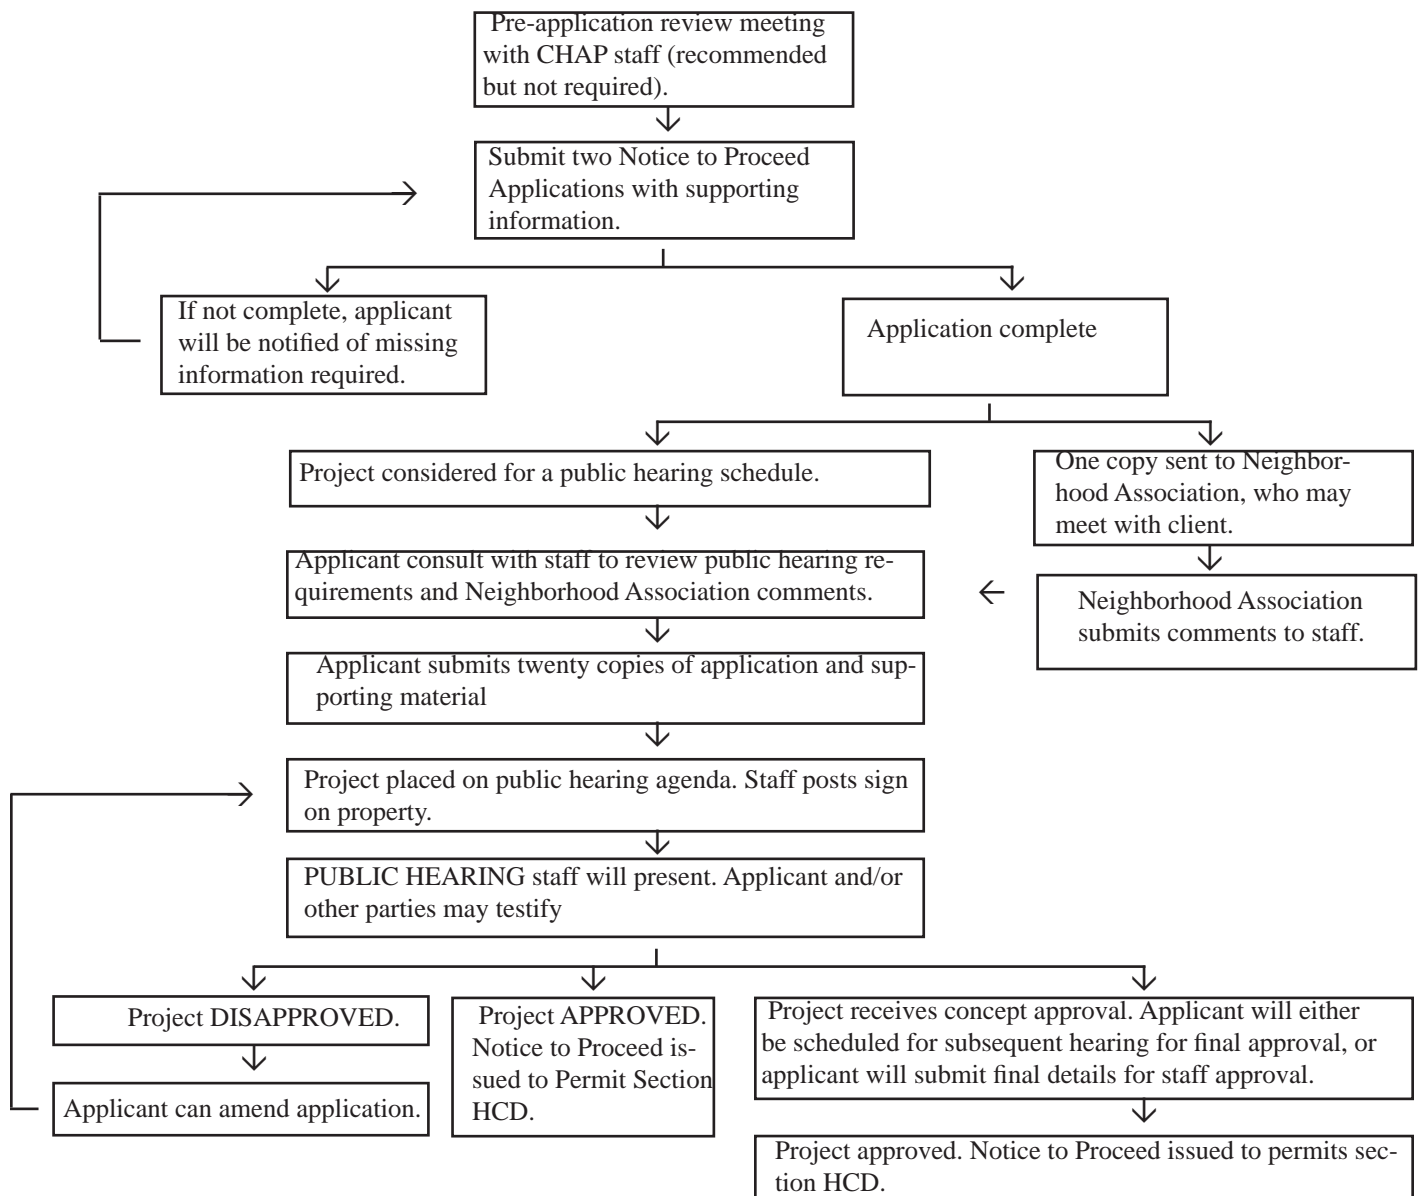 Pre-application review meeting
with CHAP staff (recommended
but not required).
Submit two Notice to Proceed
Applications with supporting
information.
If not complete, applicant
will be notified of missing
information required.
Application complete
Project considered for a public hearing schedule.
One copy sent to Neighbor-
hood Association, who may
meet with client.
Applicant consult with staff to review public hearing re-
quirements and Neighborhood Association comments.
Neighborhood Association
submits comments to staff.
Applicant submits twenty copies of application and sup-
porting material
Project placed on public hearing agenda. Staff posts sign
on property.
PUBLIC HEARING staff will present. Applicant and/or
other parties may testify
Project DISAPPROVED.
Applicant can amend application.
Project APPROVED.
Notice to Proceed is-
sued to Permit Section
HCD.
Project receives concept approval. Applicant will either
be scheduled for subsequent hearing for final approval, or
applicant will submit final details for staff approval.
Project approved. Notice to Proceed issued to permits sec-
tion HCD.